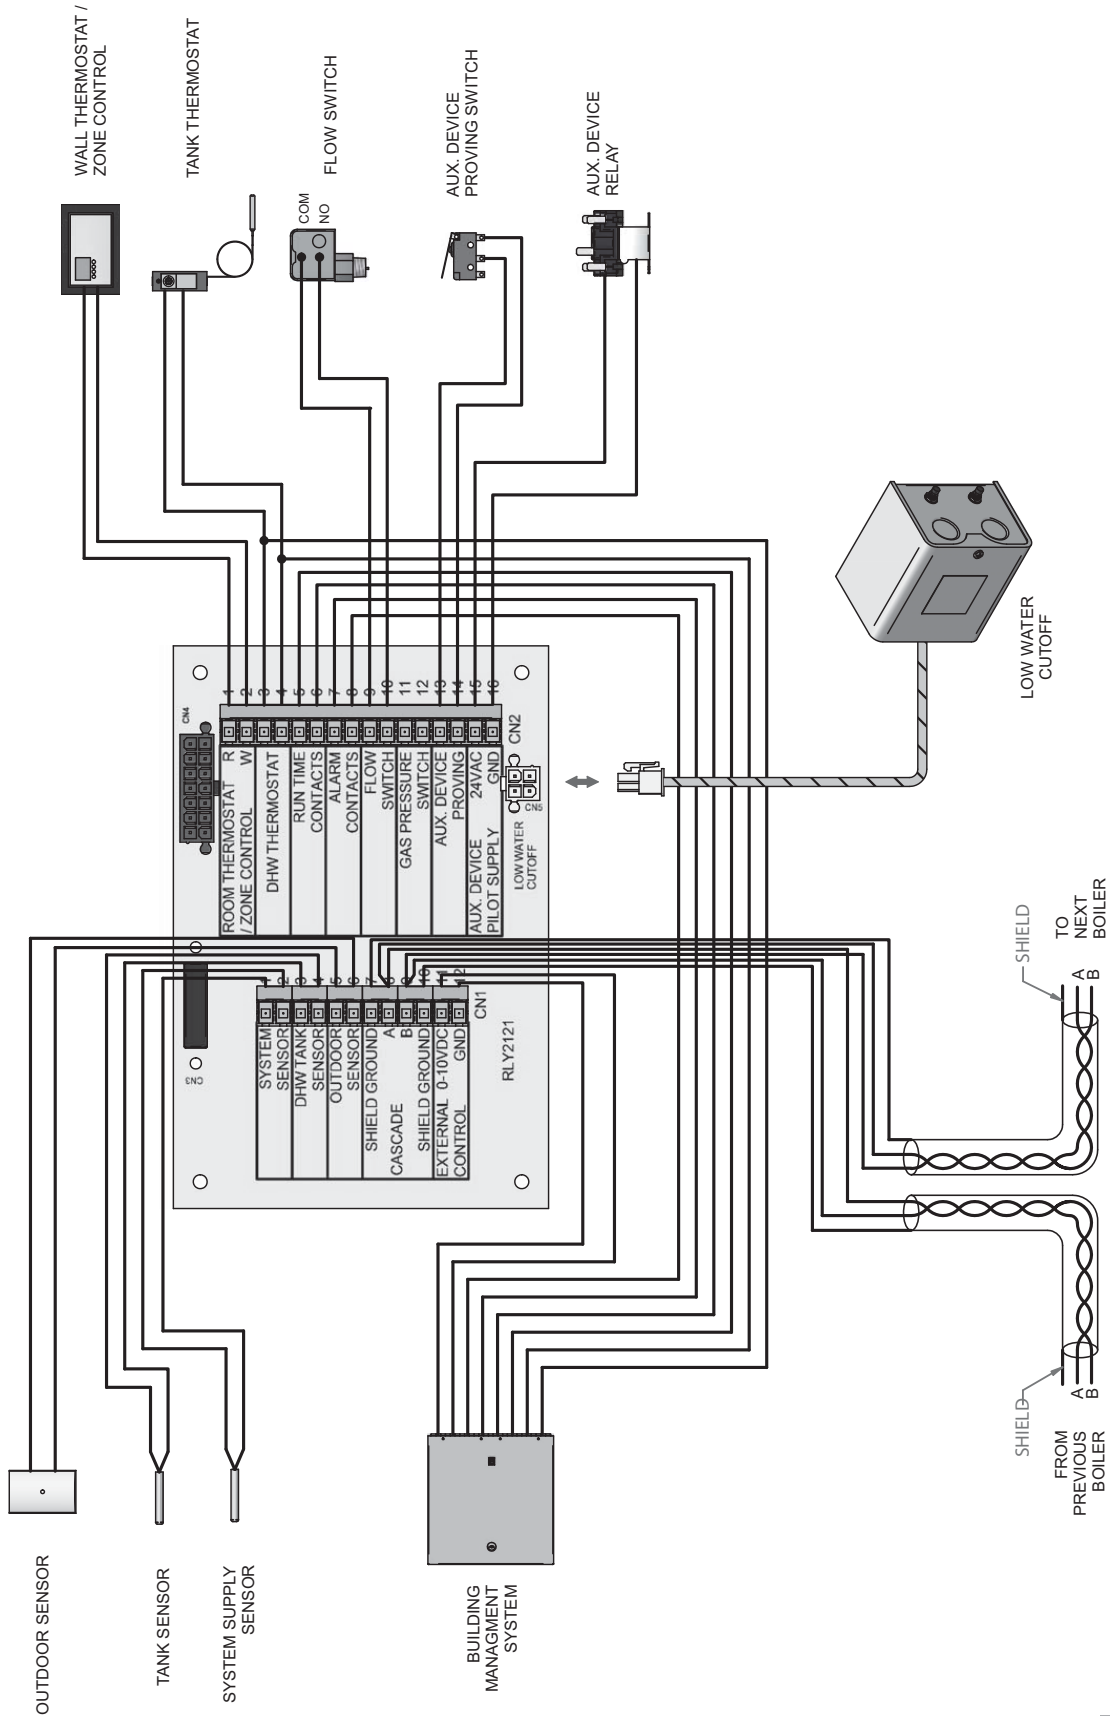 WALL THERMOSTAT /
ZONE CONTROL
TANK THERMOSTAT
FLOW SWITCH
COM
NO
AUX. DEVICE
PROVING SWITCH
AUX. DEVICE
RELAY
LOW WATER
CUTOFF
CN4
1
2
3
4
5
6
7
8
9
10
11
12
13
14
15
16
CN2
ROOM THERMOSTAT R
/ ZONE CONTROL W
DHW THERMOSTAT
RUN TIME
CONTACTS
ALARM
CONTACTS
FLOW
SWITCH
GAS PRESSURE
SWITCH
AUX. DEVICE
PROVING
AUX. DEVICE 24VAC
PILOT SUPPLY GND
LOW WATER
CUTOFF
CN5
CN3
1
2
3
4
5
6
7
8
9
10
11
12
CN1
SYSTEM
SENSOR
DHW TANK
SENSOR
OUTDOOR
SENSOR
SHIELD GROUND
A
CASCADE
B
SHIELD GROUND
EXTERNAL 0-10VDC
CONTROL GND
RLY2121
OUTDOOR SENSOR
TANK SENSOR
SYSTEM SUPPLY
SENSOR
BUILDING
MANAGMENT
SYSTEM
SHIELD
A
B
FROM
PREVIOUS
BOILER
SHIELD
A
B
TO
NEXT
BOILER